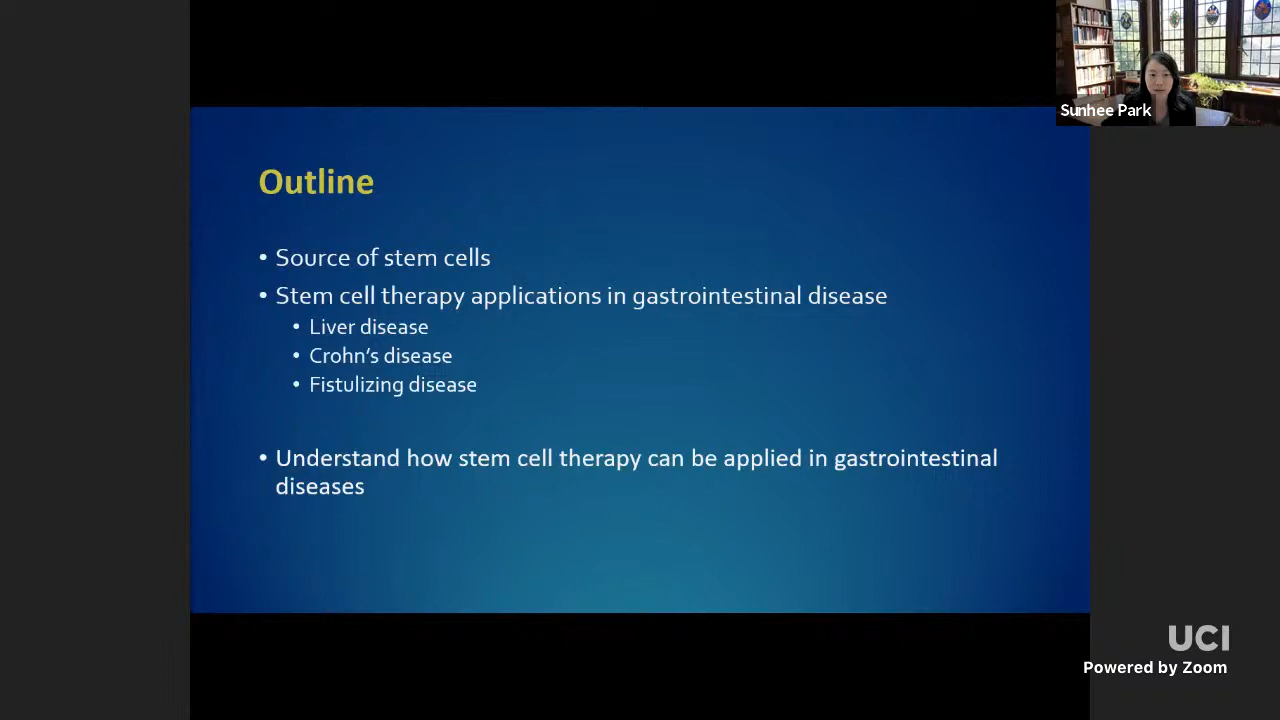 Sunhee Park
Outline
• Source of stem cells
• Stem cell therapy applications in gastrointestinal disease
• Liver disease
• Crohn’s disease
• Fistulizing disease
• Understand how stem cell therapy can be applied in gastrointestinal
diseases
UCI
Powered by Zoom